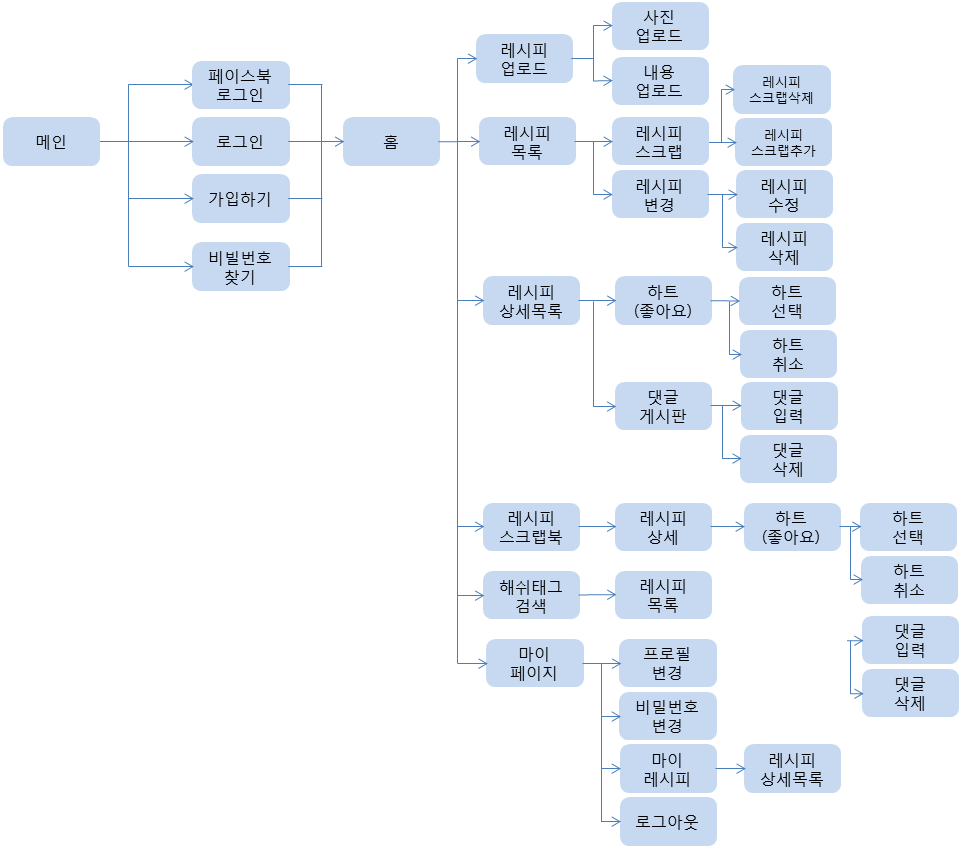 메인
페이스북
로그인
로그인
가입하기
비빌번호
찾기
홈
레시피
업로드
사진
업로드
내용
업로드
레시피
목록
레시피
스크랩
레시피
스크랩삭제
레시피
스크랩추가
레시피
변경
레시피
수정
레시피
삭제
레시피
상세목록
하트
(좋아요)
하트
선택
하트
취소
댓글
게시판
댓글
입력
댓글
삭제
레시피
스크랩북
레시피
상세
하트
(좋아요)
하트
선택
하트
취소
해쉬태그
검색
레시피
목록
댓글
입력
댓글
삭제
마이
페이지
프로필
변경
비밀번호
변경
마이
레시피
레시피
상세목록
로그아웃